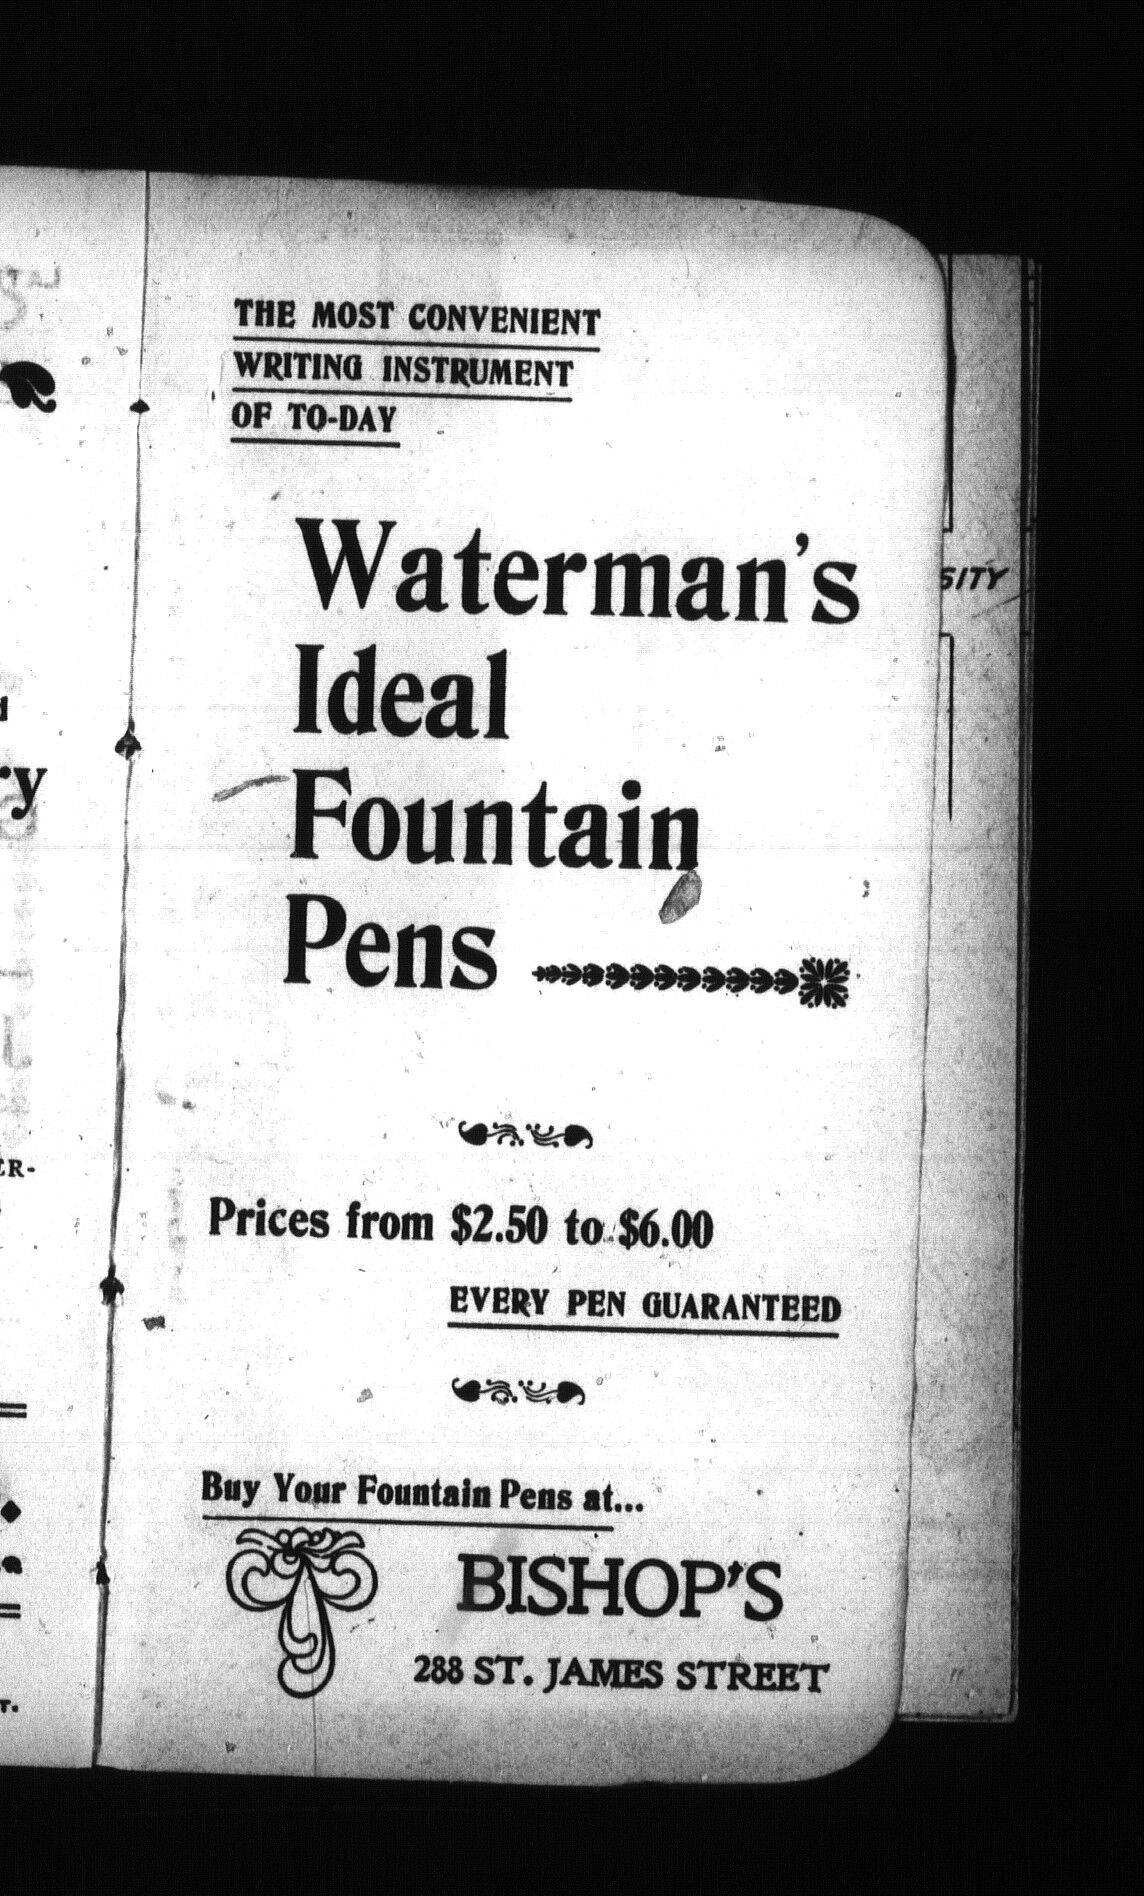 THE MOST CONVENIENT
WRITING INSTRUMENT
OF TO-DAY
Waterman's
Ideal
Fountain
Pens
Prices from $2.50 to $6.00
EVERY PEN GUARANTEED
Buy Your Fountain Pens at...
BISHOP'S
288 ST. JAMES STREET